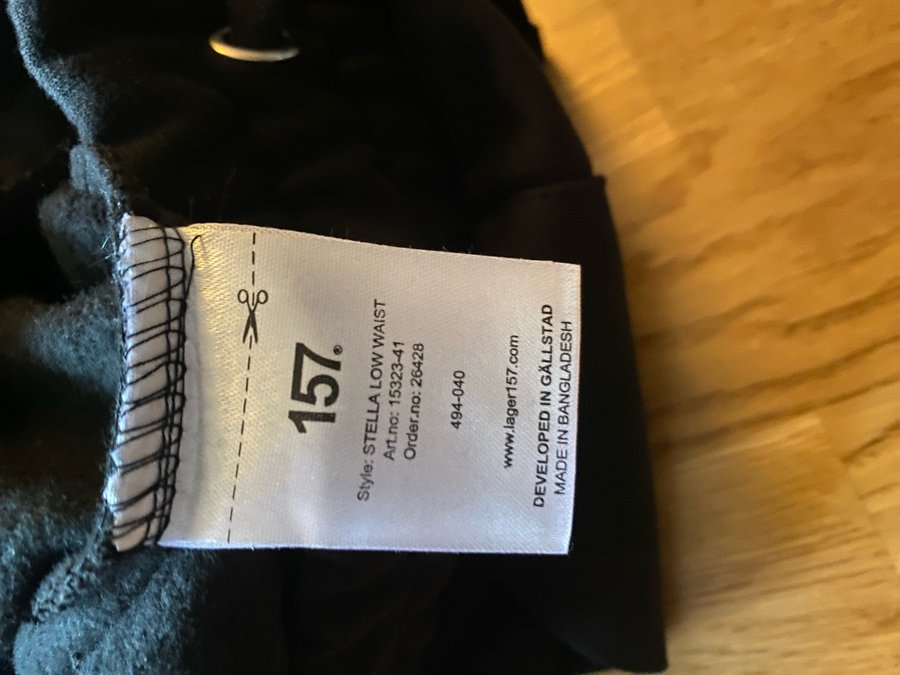 157®
Style: STELLA LOW WAIST
Art.no: 15323-41
Order.no: 26428
494-040
www.lager157.com
DEVELOPED IN GÄLLSTAD
MADE IN BANGLADESH